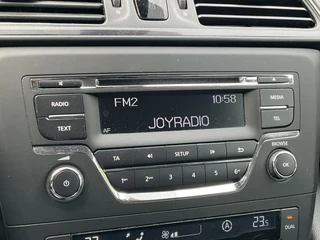 RADIO
FM2 10:58
MEDIA
TEXT
AF
JOYRADIO
TEL
TA
SETUP
BROWSE
1 2 3 4 5 6
OK
23.5
A
DUAL